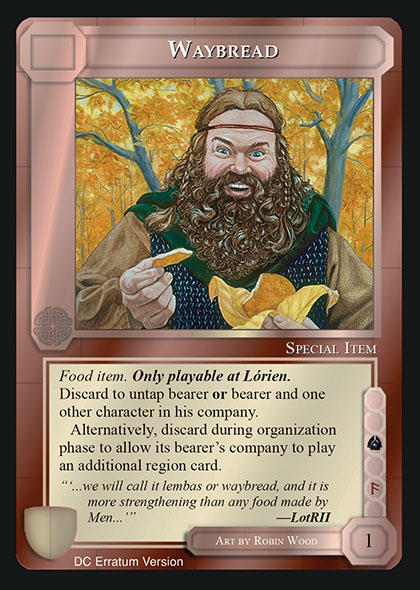 WAYBREAD
SPECIAL ITEM
Food item. Only playable at Lórien.
Discard to untap bearer or bearer and one
other character in his company.
Alternatively, discard during organization
phase to allow its bearer's company to play
an additional region card.
“‘...we will call it lembas or waybread, and it is
more strengthening than any food made by
Men...’” —LotRII
ART BY ROBIN WOOD
1
DC Erratum Version